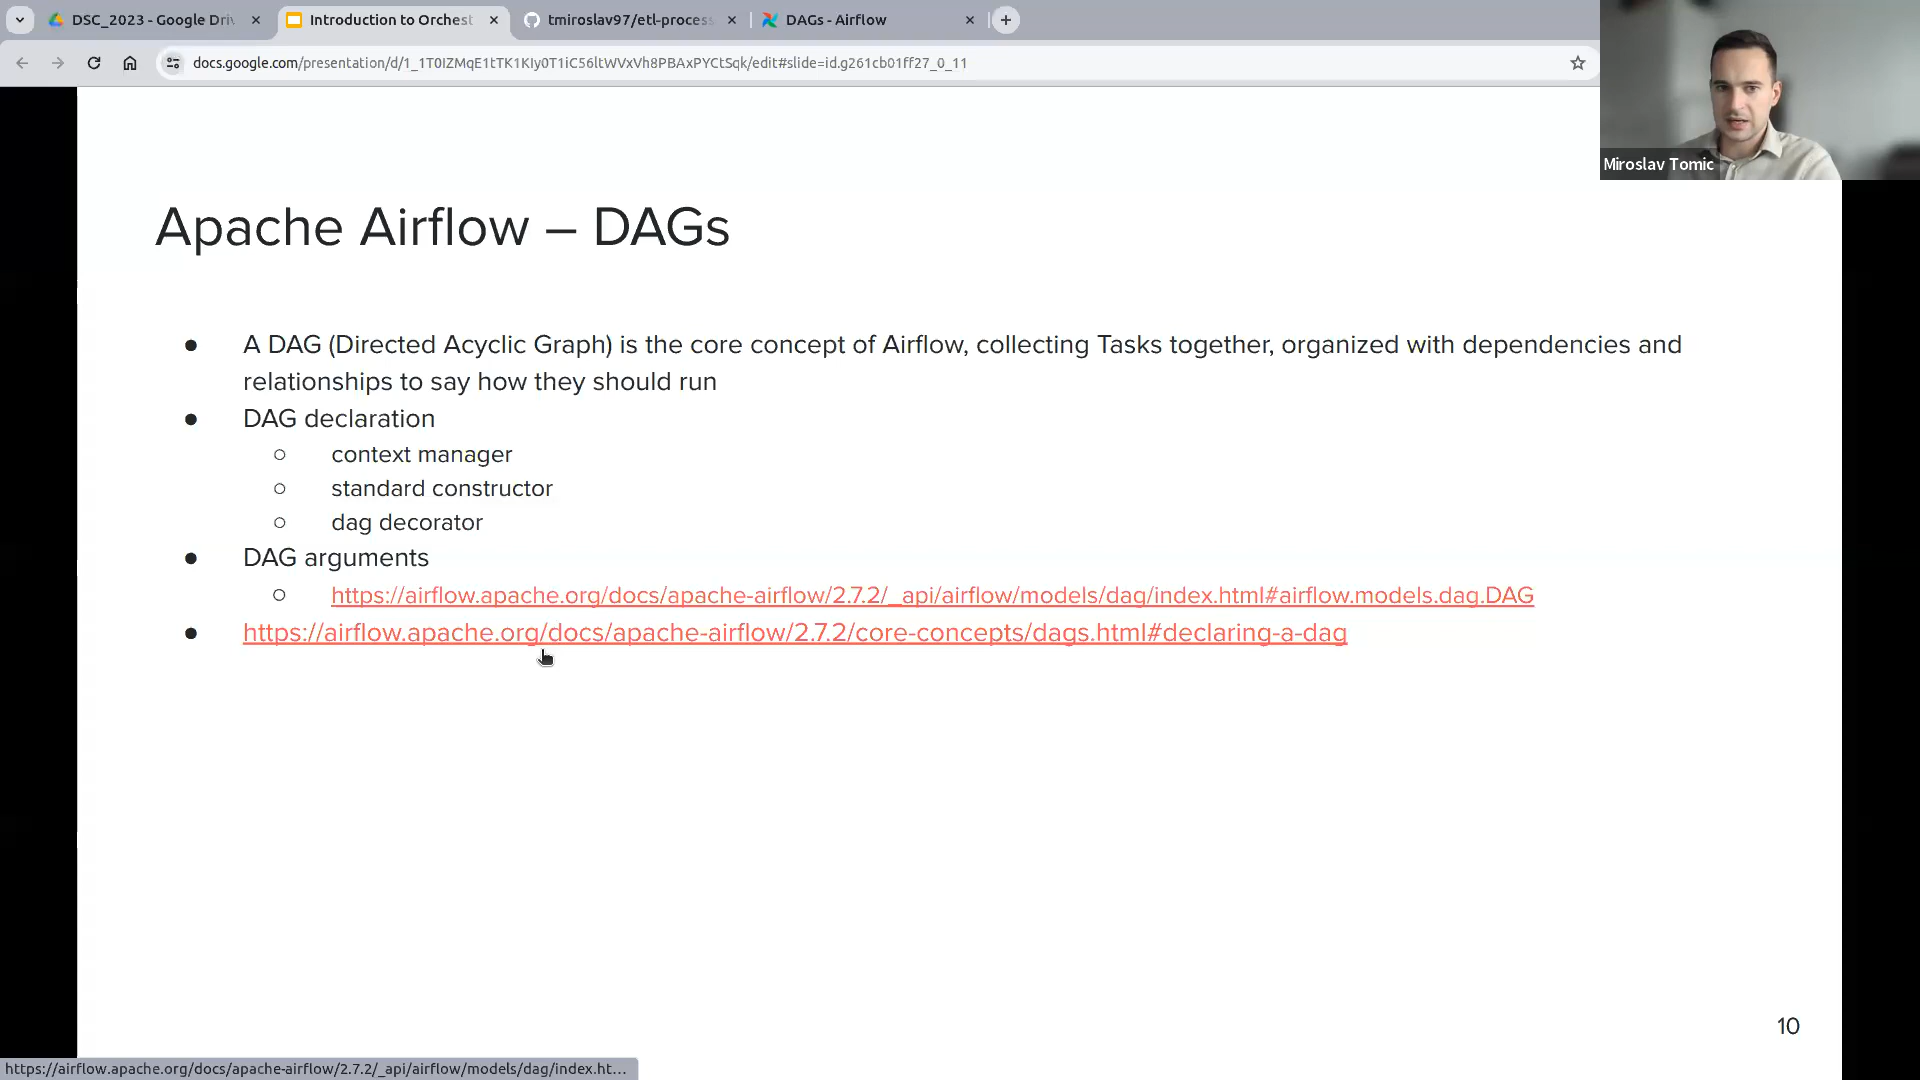 DSC_2023 - Google Driv
Introduction to Orchest
tmiroslav97/etl-process
DAGs - Airflow
docs.google.com/presentation/d/1_1T0IZMqE1tTK1KIy0T1iC56ltWVxVh8PBAxPYCtSqk/edit#slide=id.g261cb01ff27_0_11
Miroslav Tomic
Apache Airflow – DAGs
● A DAG (Directed Acyclic Graph) is the core concept of Airflow, collecting Tasks together, organized with dependencies and
relationships to say how they should run
● DAG declaration
○ context manager
○ standard constructor
○ dag decorator
● DAG arguments
○ https://airflow.apache.org/docs/apache-airflow/2.7.2/_api/airflow/models/dag/index.html#airflow.models.dag.DAG
● https://airflow.apache.org/docs/apache-airflow/2.7.2/core-concepts/dags.html#declaring-a-dag
10
https://airflow.apache.org/docs/apache-airflow/2.7.2/_api/airflow/models/dag/index.ht...